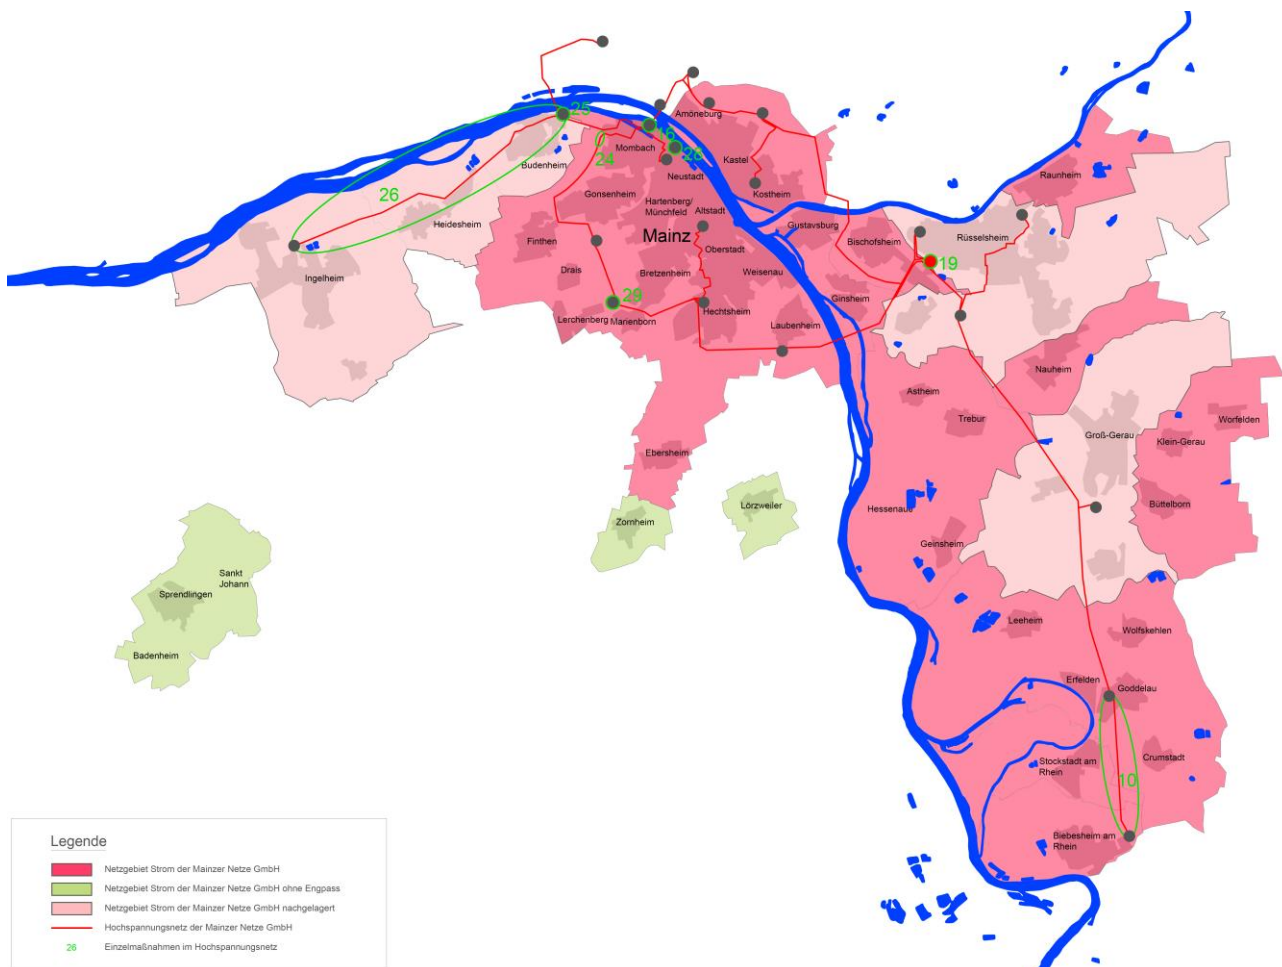 25
Amöneburg
16
Mombach
24
28
Kastel
Budenheim
Neustadt
Raunheim
26
Gonsenheim
Kostheim
Hartenberg/
Münchfeld
Altstadt
Heidesheim
Gustavsburg
Mainz
Finthen
Oberstadt
Bischofsheim
Rüsselsheim
19
Ingelheim
Drais
Bretzenheim
Weisenau
29
Ginsheim
Lerchenberg
Marienborn
Hechtsheim
Laubenheim
Nauheim
Astheim
Trebur
Worfelden
Groß-Gerau
Klein-Gerau
Ebersheim
Zornheim
Lörzweiler
Hessenaue
Büttelborn
Geinsheim
Sankt
Johann
Sprendlingen
Badenheim
Leeheim
Wolfskehlen
Erfelden
Goddelau
Stockstadt am
Rhein
Crumstadt
10
Biebesheim am
Rhein
Legende
Netzgebiet Strom der Mainzer Netze GmbH
Netzgebiet Strom der Mainzer Netze GmbH ohne Engpass
Netzgebiet Strom der Mainzer Netze GmbH nachgelagert
Hochspannungsnetz der Mainzer Netze GmbH
26 Einzelmaßnahmen im Hochspannungsnetz